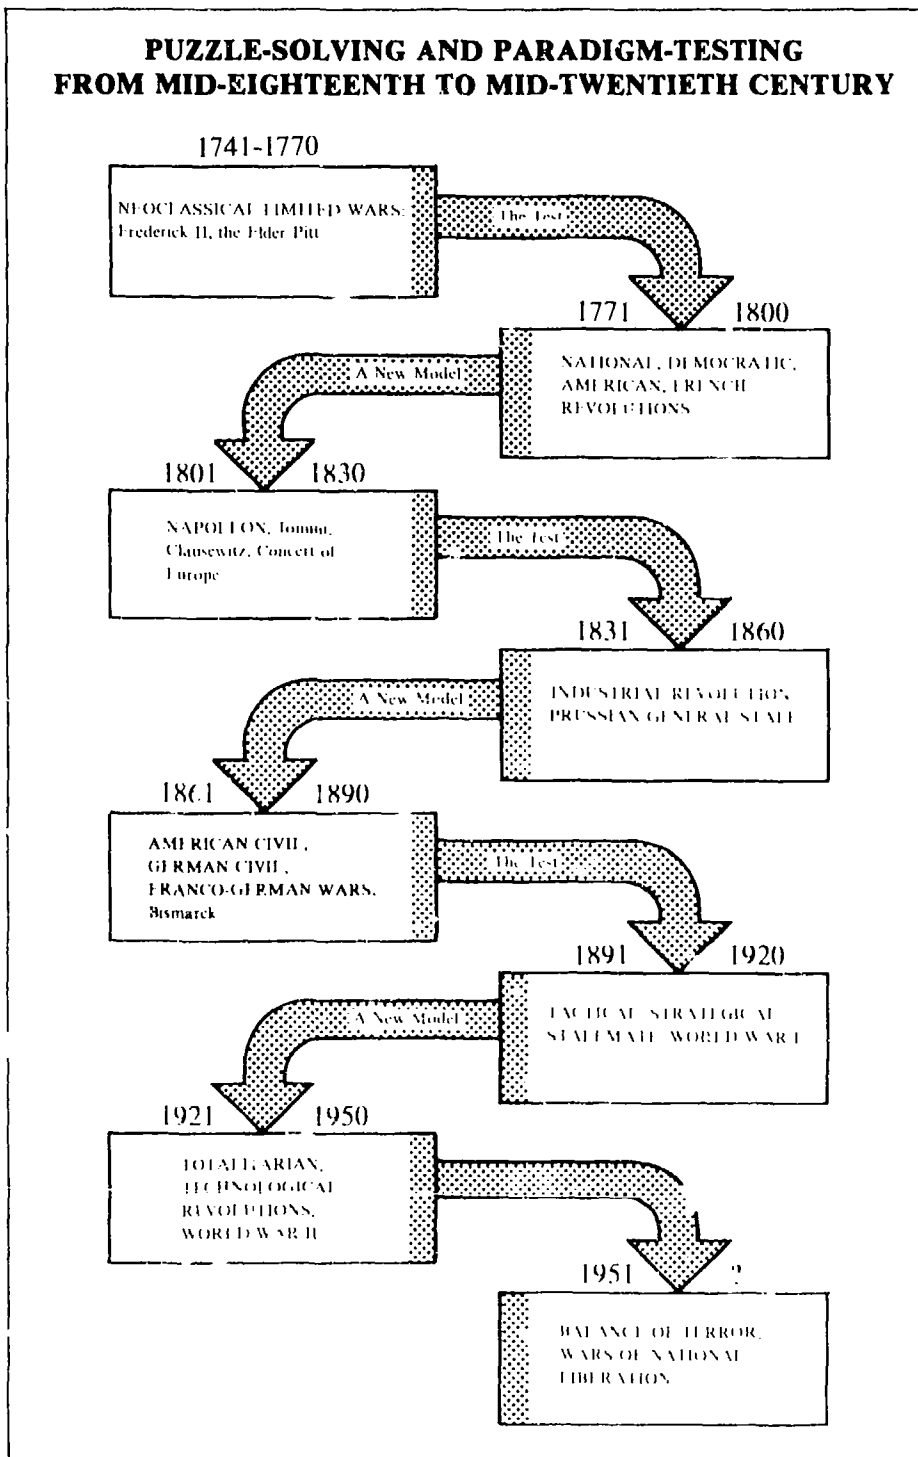 PUZZLE-SOLVING AND PARADIGM-TESTING
FROM MID-EIGHTEENTH TO MID-TWENTIETH CENTURY
1741-1770
NEOCLASSICAL LIMITED WARS:
Frederick II, the Elder Pitt
The Test
1771 1800
NATIONAL, DEMOCRATIC,
AMERICAN, FRENCH
REVOLUTIONS
A New Model
1801 1830
NAPOLEON, Jomini,
Clausewitz, Concert of
Europe
The Test
1831 1860
INDUSTRIAL REVOLUTION
PRUSSIAN GENERAL STAFF
A New Model
1861 1890
AMERICAN CIVIL,
GERMAN CIVIL,
FRANCO-GERMAN WARS,
Bismarck
The Test
1891 1920
TACTICAL-STRATEGICAL
STALEMATE WORLD WAR I
A New Model
1921 1950
TOTALITARIAN,
TECHNOLOGICAL
REVOLUTIONS,
WORLD WAR II
1951 ?
BALANCE OF TERROR,
WARS OF NATIONAL
LIBERATION